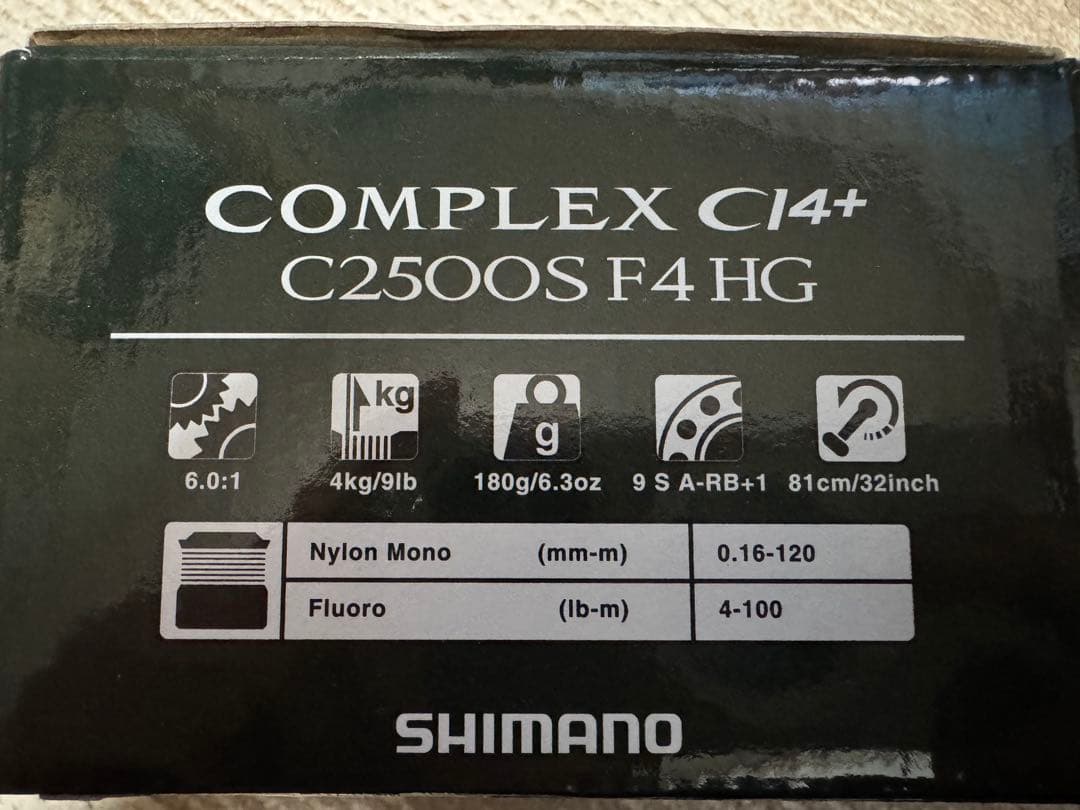 COMPLEX CI4+
C2500S F4 HG
kg
g
6.0:1 4kg/9lb 180g/6.3oz 9 S A-RB+1 81cm/32inch
Nylon Mono (mm-m) 0.16-120
Fluoro (lb-m) 4-100
SHIMANO